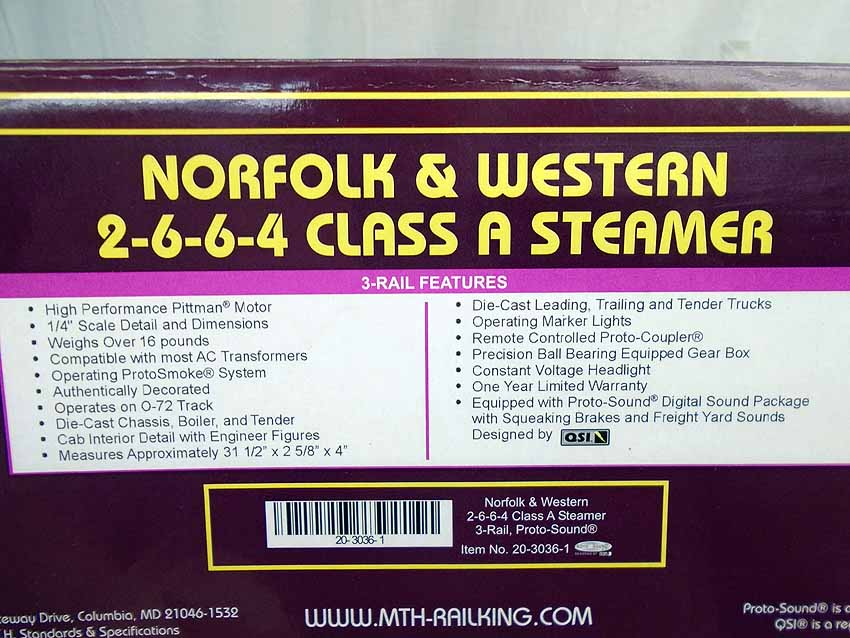 NORFOLK & WESTERN
2-6-6-4 CLASS A STEAMER
3-RAIL FEATURES
• High Performance Pittman® Motor
• 1/4" Scale Detail and Dimensions
• Weighs Over 16 pounds
• Compatible with most AC Transformers
• Operating ProtoSmoke® System
• Authentically Decorated
• Operates on O-72 Track
• Die-Cast Chassis, Boiler, and Tender
• Cab Interior Detail with Engineer Figures
• Measures Approximately 31 1/2" x 2 5/8" x 4"
• Die-Cast Leading, Trailing and Tender Trucks
• Operating Marker Lights
• Remote Controlled Proto-Coupler®
• Precision Ball Bearing Equipped Gear Box
• Constant Voltage Headlight
• One Year Limited Warranty
• Equipped with Proto-Sound® Digital Sound Package
with Squeaking Brakes and Freight Yard Sounds
Designed by QSI
20-3036-1
Norfolk & Western
2-6-6-4 Class A Steamer
3-Rail, Proto-Sound®
Item No. 20-3036-1
eway Drive, Columbia, MD 21046-1532
H. Standards & Specifications
WWW.MTH-RAILKING.COM
Proto-Sound® is a
QSI® is a re